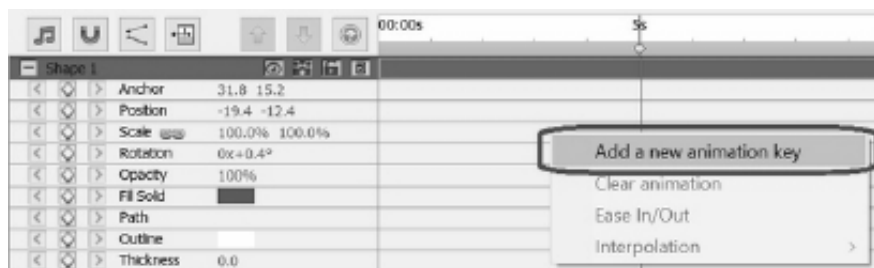 00:00s 5s
Shape 1
Anchor 31.8 15.2
Position -19.4 -12.4
Scale 100.0% 100.0%
Rotation 0x+0.4º
Opacity 100%
Fill Solid
Path
Outline
Thickness 0.0
Add a new animation key
Clear animation
Ease In/Out
Interpolation